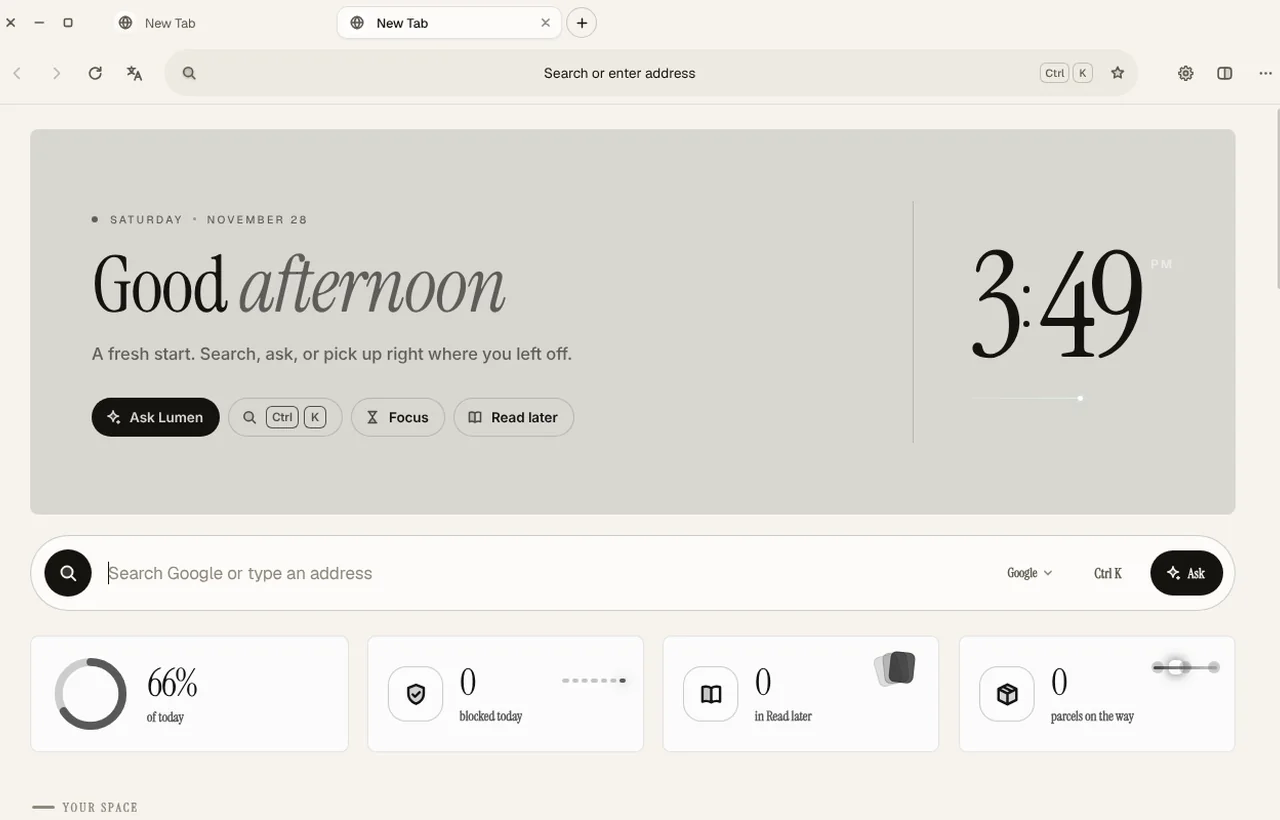 New Tab
New Tab
Search or enter address
Ctrl K
SATURDAY • NOVEMBER 28
Good afternoon
3:49 PM
A fresh start. Search, ask, or pick up right where you left off.
Ask Lumen
Ctrl K
Focus
Read later
Search Google or type an address
Google
Ctrl K
Ask
66%
of today
0
blocked today
0
in Read later
0
parcels on the way
YOUR SPACE